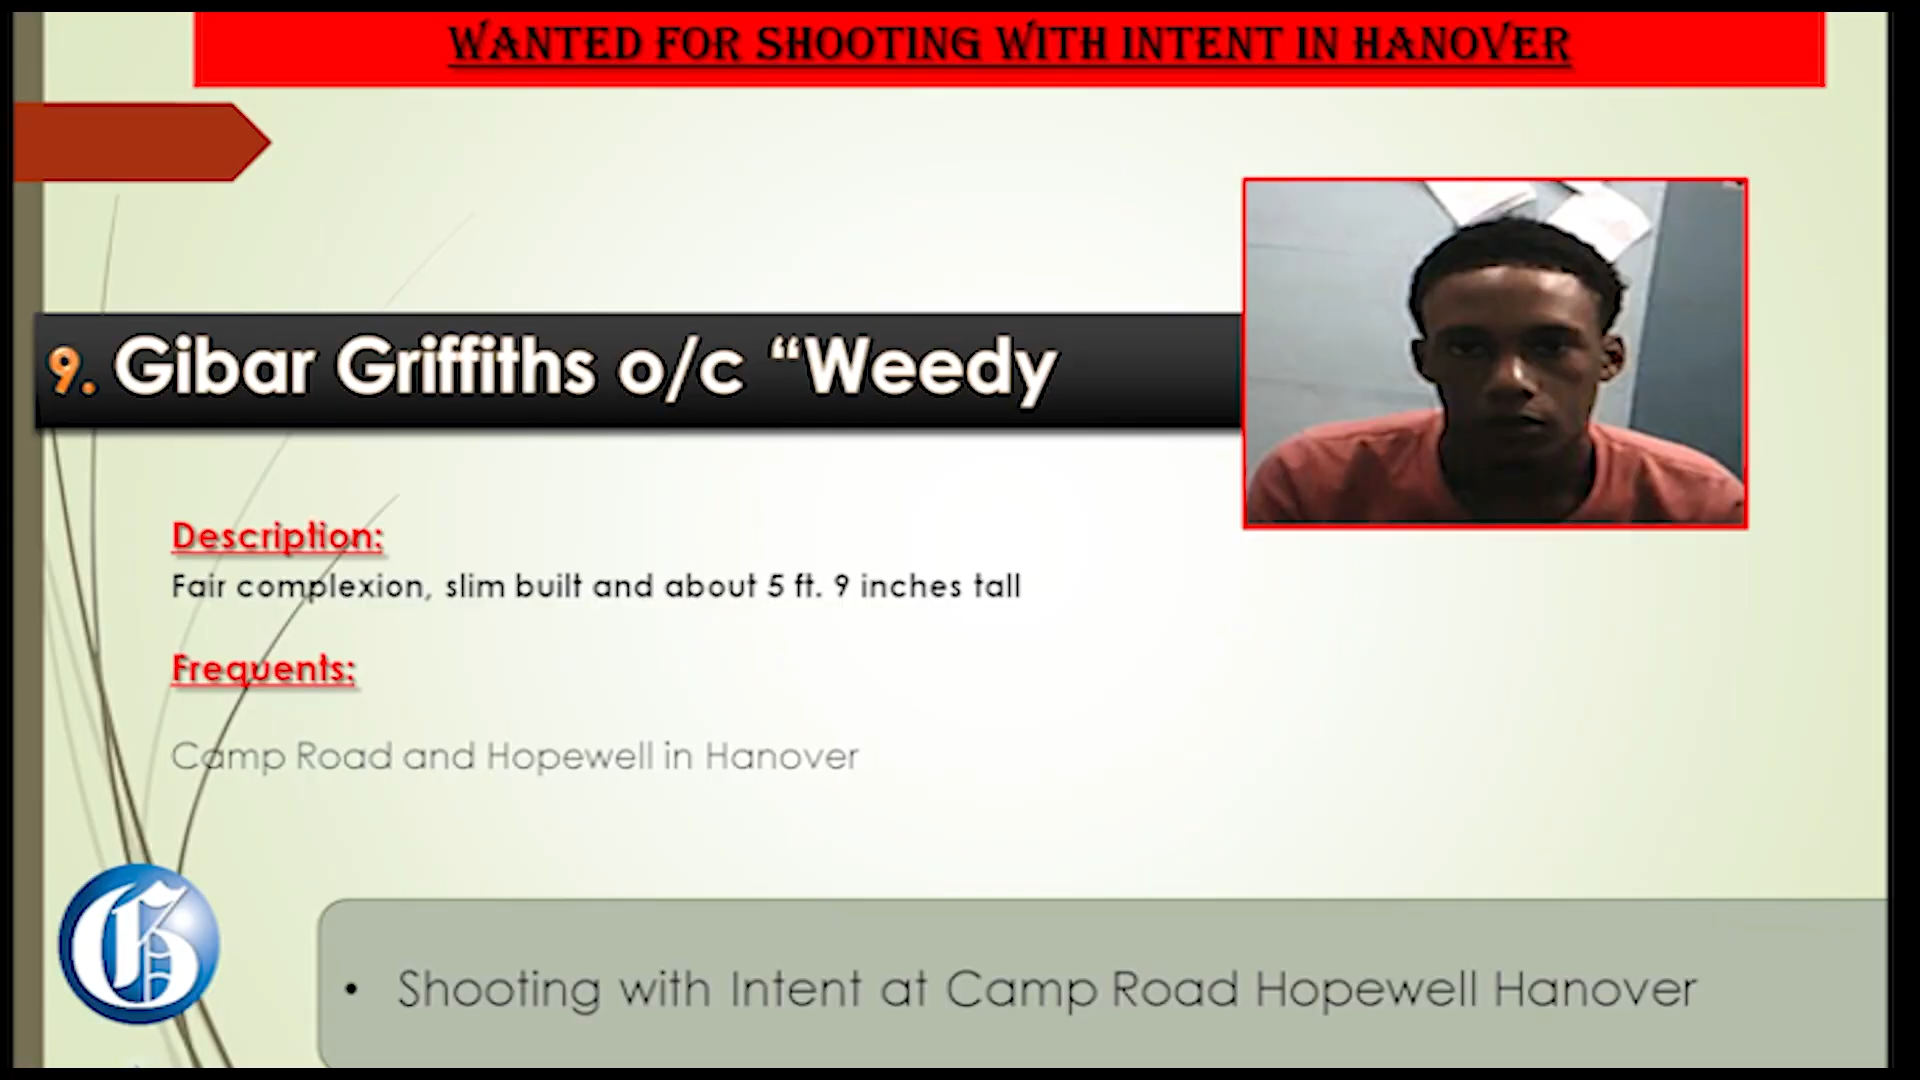 WANTED FOR SHOOTING WITH INTENT IN HANOVER
9. Gibar Griffiths o/c “Weedy
Description:
Fair complexion, slim built and about 5 ft. 9 inches tall
Frequents:
Camp Road and Hopewell in Hanover
G
• Shooting with Intent at Camp Road Hopewell Hanover